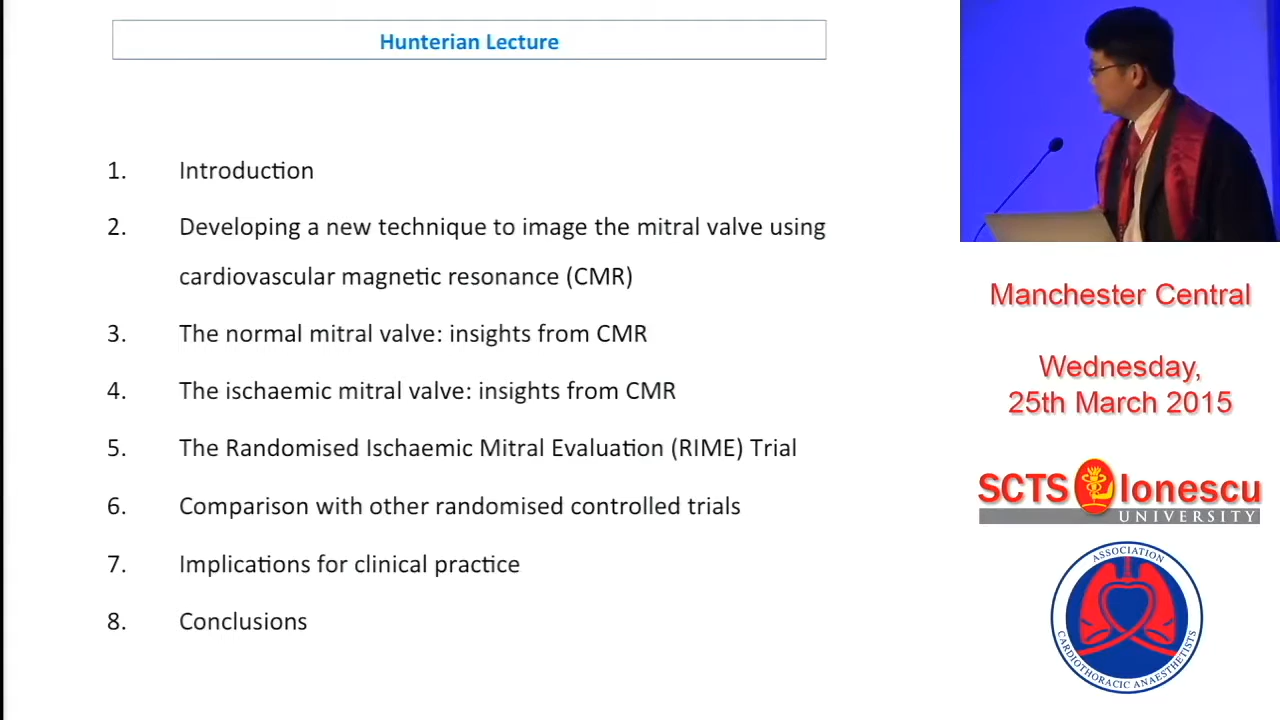 Hunterian Lecture
1. Introduction
2. Developing a new technique to image the mitral valve using
cardiovascular magnetic resonance (CMR)
3. The normal mitral valve: insights from CMR
4. The ischaemic mitral valve: insights from CMR
5. The Randomised Ischaemic Mitral Evaluation (RIME) Trial
6. Comparison with other randomised controlled trials
7. Implications for clinical practice
8. Conclusions
Manchester Central
Wednesday,
25th March 2015
SCTS Ionescu
UNIVERSITY
ASSOCIATION
CARDIOTHORACIC ANAESTHETISTS